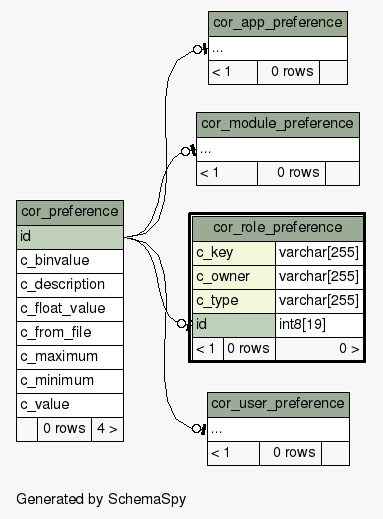 cor_app_preference
...
< 1 0 rows
cor_module_preference
...
< 1 0 rows
cor_preference
id
c_binvalue
c_description
c_float_value
c_from_file
c_maximum
c_minimum
c_value
0 rows 4 >
cor_role_preference
c_key varchar[255]
c_owner varchar[255]
c_type varchar[255]
id int8[19]
< 1 0 rows 0 >
cor_user_preference
...
< 1 0 rows
Generated by SchemaSpy